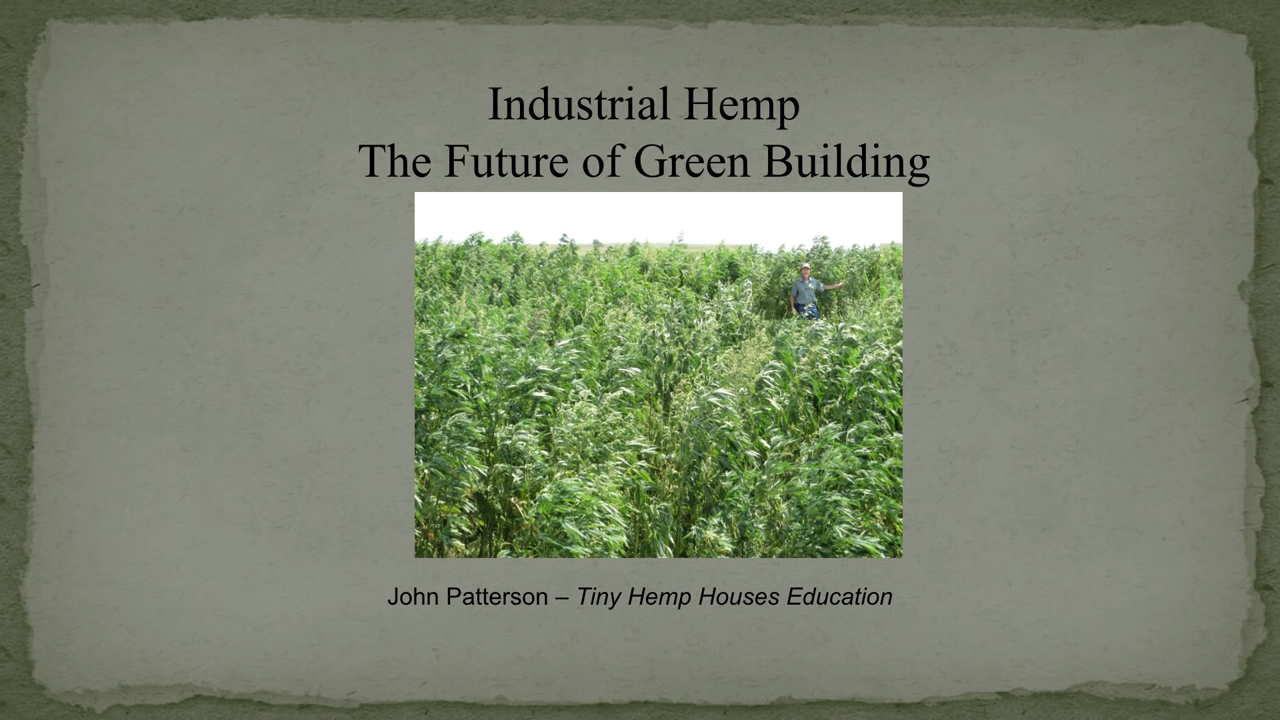 Industrial Hemp
The Future of Green Building
John Patterson – Tiny Hemp Houses Education